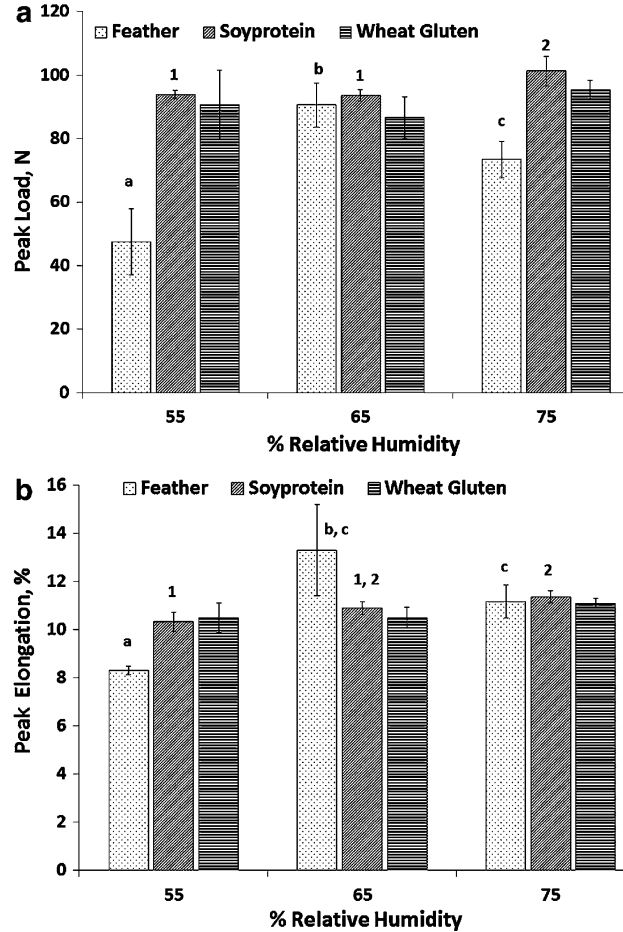 a
120
Feather Soyprotein Wheat Gluten
100
80
60
40
20
0
Peak Load, N
a
1
b
1
c
2
55 65 75
% Relative Humidity
b
16
Feather Soyprotein Wheat Gluten
14
12
10
8
6
4
2
0
Peak Elongation, %
a
1
b, c
1, 2
c
2
55 65 75
% Relative Humidity